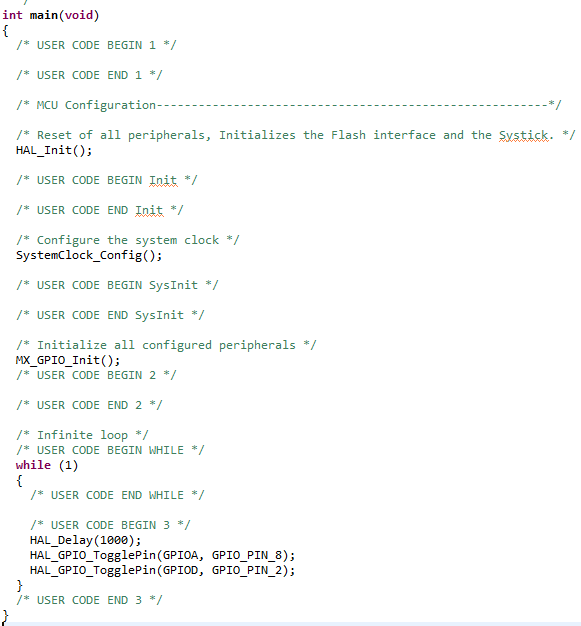 int main(void)
{
/* USER CODE BEGIN 1 */
/* USER CODE END 1 */
/* MCU Configuration--------------------------------------------------------*/
/* Reset of all peripherals, Initializes the Flash interface and the Systick. */
HAL_Init();
/* USER CODE BEGIN Init */
/* USER CODE END Init */
/* Configure the system clock */
SystemClock_Config();
/* USER CODE BEGIN SysInit */
/* USER CODE END SysInit */
/* Initialize all configured peripherals */
MX_GPIO_Init();
/* USER CODE BEGIN 2 */
/* USER CODE END 2 */
/* Infinite loop */
/* USER CODE BEGIN WHILE */
while (1)
{
/* USER CODE END WHILE */
/* USER CODE BEGIN 3 */
HAL_Delay(1000);
HAL_GPIO_TogglePin(GPIOA, GPIO_PIN_8);
HAL_GPIO_TogglePin(GPIOD, GPIO_PIN_2);
}
/* USER CODE END 3 */
}